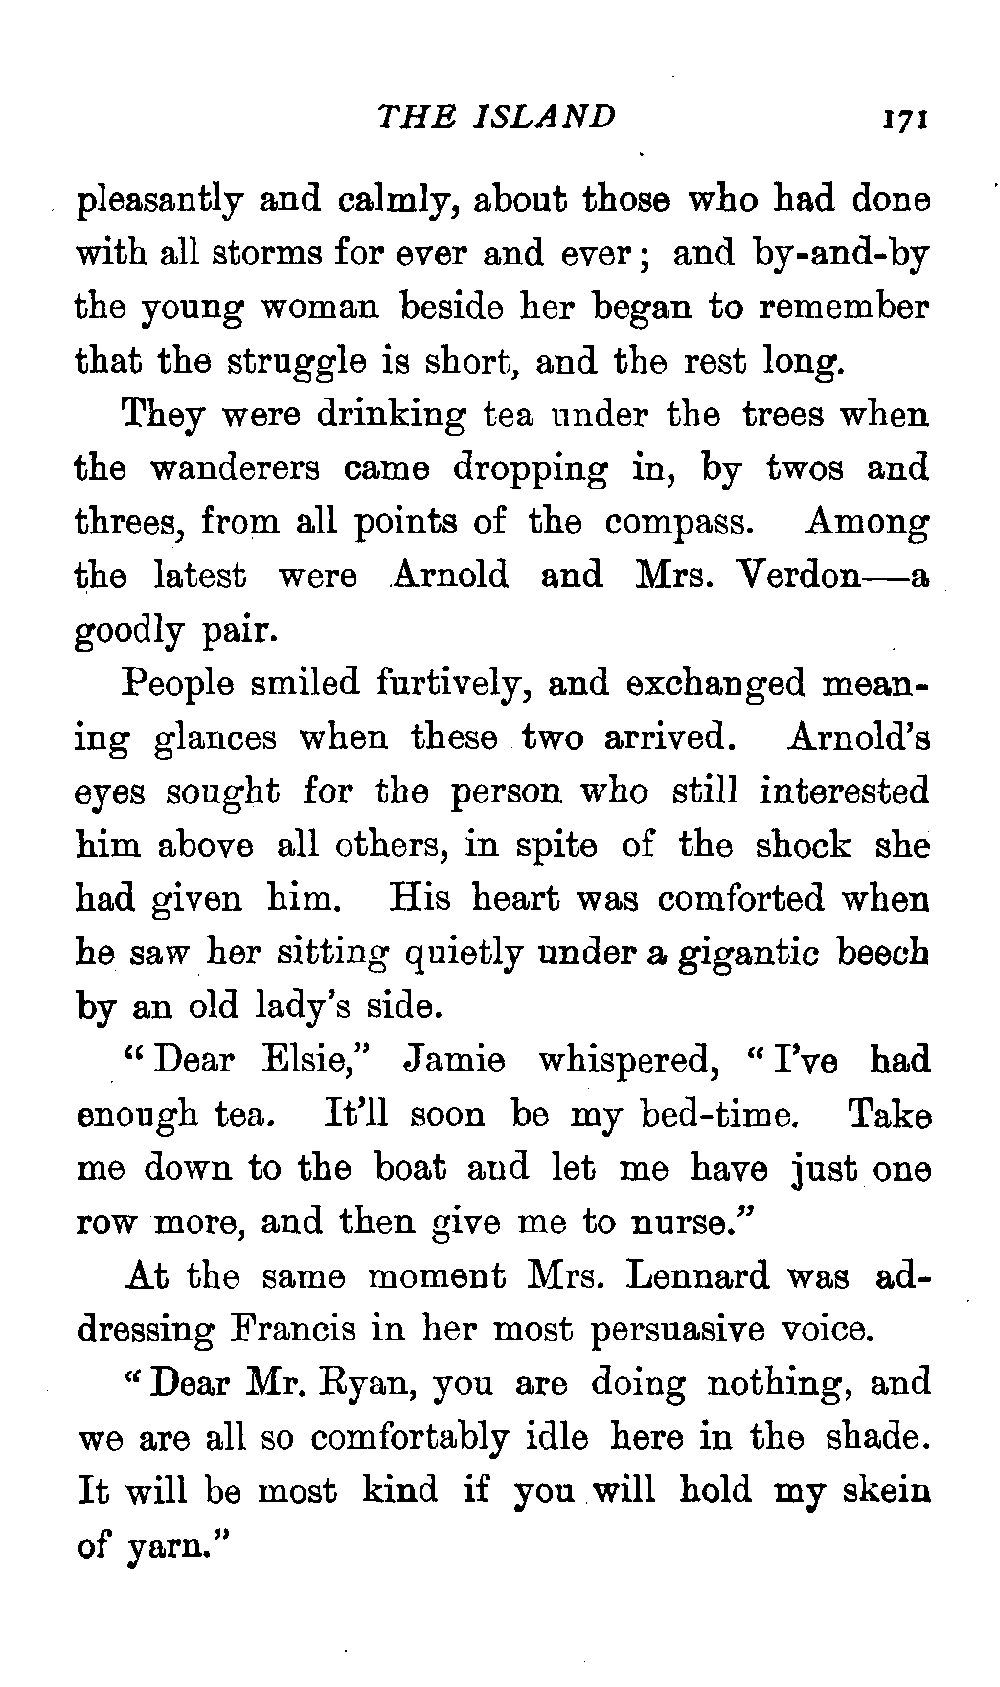 THE ISLAND 171
pleasantly and calmly, about those who had done
with all storms for ever and ever; and by-and-by
the young woman beside her began to remember
that the struggle is short, and the rest long.
They were drinking tea under the trees when
the wanderers came dropping in, by twos and
threes, from all points of the compass. Among
the latest were Arnold and Mrs. Verdon—a
goodly pair.
People smiled furtively, and exchanged mean-
ing glances when these two arrived. Arnold's
eyes sought for the person who still interested
him above all others, in spite of the shock she
had given him. His heart was comforted when
he saw her sitting quietly under a gigantic beech
by an old lady's side.
"Dear Elsie," Jamie whispered, "I've had
enough tea. It'll soon be my bed-time. Take
me down to the boat and let me have just one
row more, and then give me to nurse."
At the same moment Mrs. Lennard was ad-
dressing Francis in her most persuasive voice.
"Dear Mr. Ryan, you are doing nothing, and
we are all so comfortably idle here in the shade.
It will be most kind if you will hold my skein
of yarn."